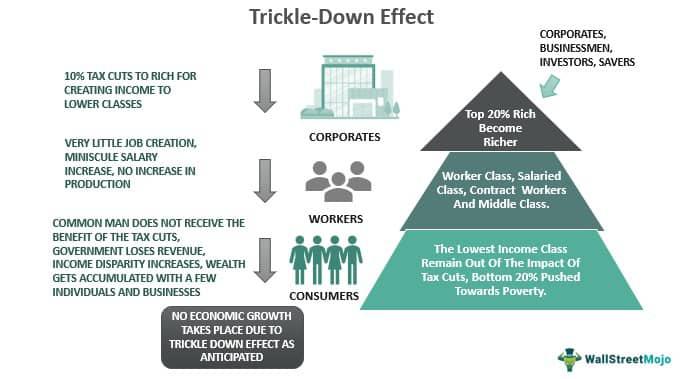 Trickle-Down Effect
10% TAX CUTS TO RICH FOR
CREATING INCOME TO
LOWER CLASSES
CORPORATES
VERY LITTLE JOB CREATION,
MINISCULE SALARY
INCREASE, NO INCREASE IN
PRODUCTION
WORKERS
COMMON MAN DOES NOT RECEIVE THE
BENEFIT OF THE TAX CUTS,
GOVERNMENT LOSES REVENUE,
INCOME DISPARITY INCREASES, WEALTH
GETS ACCUMULATED WITH A FEW
INDIVIDUALS AND BUSINESSES
CONSUMERS
NO ECONOMIC GROWTH
TAKES PLACE DUE TO
TRICKLE DOWN EFFECT AS
ANTICIPATED
CORPORATES,
BUSINESSMEN,
INVESTORS, SAVERS
Top 20% Rich
Become
Richer
Worker Class, Salaried
Class, Contract Workers
And Middle Class.
The Lowest Income Class
Remain Out Of The Impact Of
Tax Cuts, Bottom 20% Pushed
Towards Poverty.
WallStreetMojo